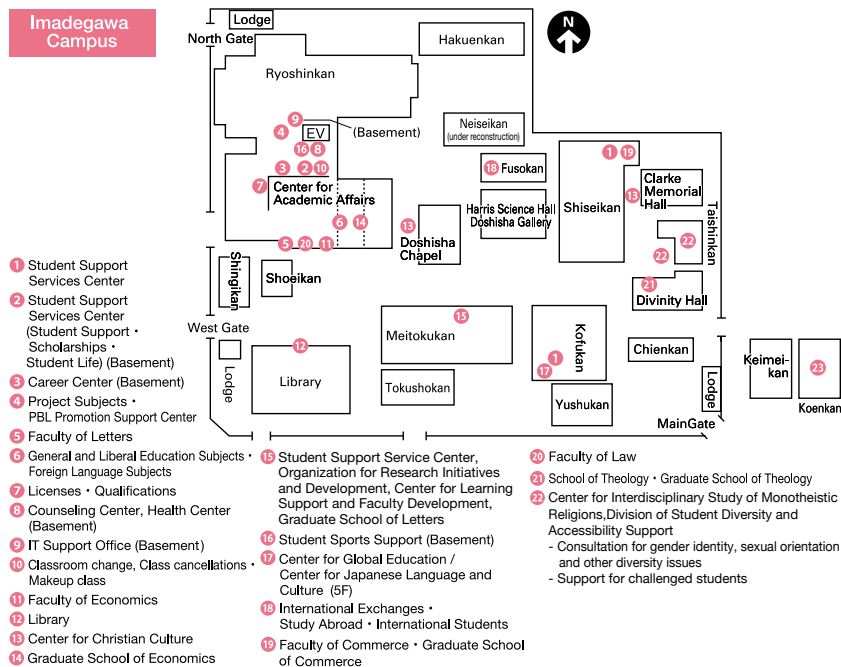 Imadegawa
Campus
Lodge
North Gate
Hakuenkan
N
Ryoshinkan
9
4
EV
(Basement)
Neiseikan
(under reconstruction)
16 8
3 2 10
7
Center for
Academic Affairs
6 14
5 20 11
18 Fusokan
Harris Science Hall
Doshisha Gallery
1 19
Shiseikan
13
Clarke
Memorial
Hall
13
Doshisha
Chapel
Taishinkan
22
22
21
Divinity Hall
Shingikan
Shoeikan
West Gate
Lodge
12
Library
15
Meitokukan
Tokushokan
Kofukan
1
17
Yushukan
Chienkan
Lodge
MainGate
Keimei-
kan
23
Koenkan
1 Student Support
Services Center
2 Student Support
Services Center
(Student Support・
Scholarships・
Student Life) (Basement)
3 Career Center (Basement)
4 Project Subjects・
PBL Promotion Support Center
5 Faculty of Letters
6 General and Liberal Education Subjects・
Foreign Language Subjects
7 Licenses・Qualifications
8 Counseling Center, Health Center
(Basement)
9 IT Support Office (Basement)
10 Classroom change, Class cancellations・
Makeup class
11 Faculty of Economics
12 Library
13 Center for Christian Culture
14 Graduate School of Economics
15 Student Support Service Center,
Organization for Research Initiatives
and Development, Center for Learning
Support and Faculty Development,
Graduate School of Letters
16 Student Sports Support (Basement)
17 Center for Global Education /
Center for Japanese Language and
Culture (5F)
18 International Exchanges・
Study Abroad・International Students
19 Faculty of Commerce・Graduate School
of Commerce
20 Faculty of Law
21 School of Theology・Graduate School of Theology
22 Center for Interdisciplinary Study of Monotheistic
Religions,Division of Student Diversity and
Accessibility Support
- Consultation for gender identity, sexual orientation
and other diversity issues
- Support for challenged students